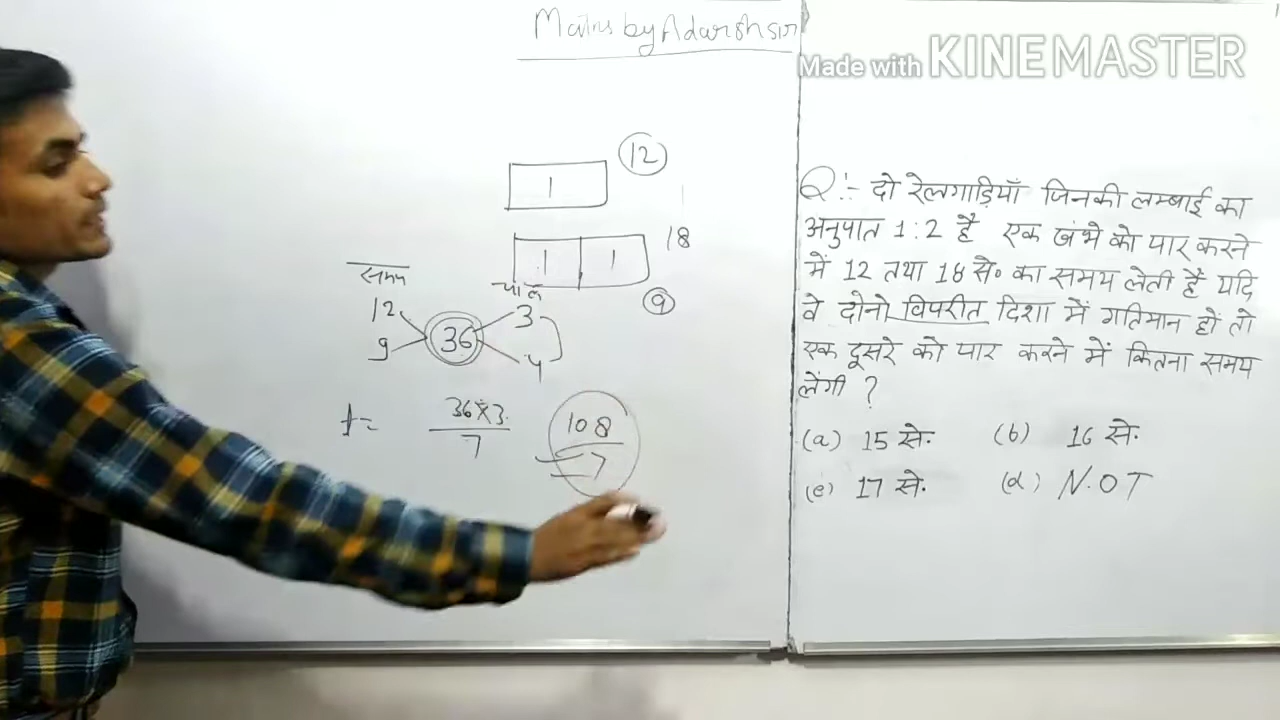 Maths by Adarsh sir
Made with KINEMASTER
1
12
1
1
18
9
समय
चाल
12
9
36
3
4
t=
36×3
7
108
7
Q:- दो रेलगाड़ियाँ जिनकी लम्बाई का
अनुपात 1:2 है एक खंभे को पार करने
में 12 तथा 18 से० का समय लेती है यदि
वे दोनो विपरीत दिशा में गतिमान हों तो
एक दूसरे को पार करने में कितना समय
लेंगी ?
(a) 15 से. (b) 16 से.
(c) 17 से. (d) N.O T